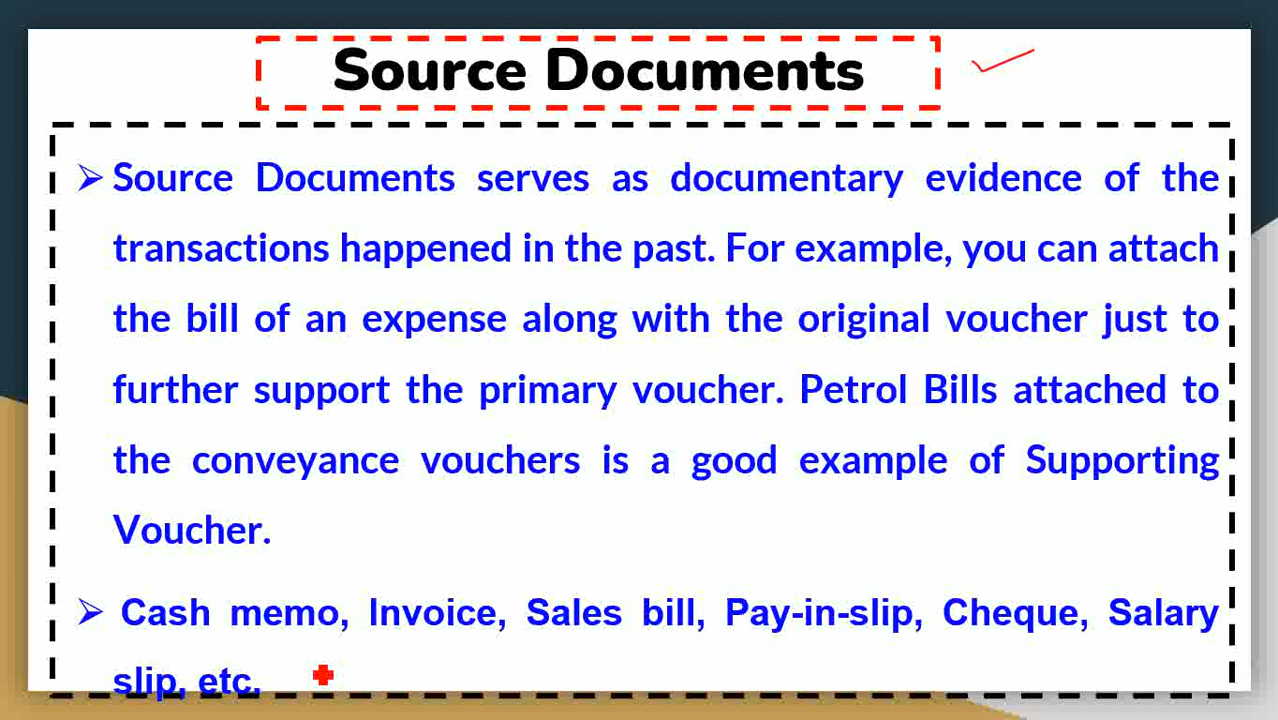 Source Documents
➢ Source Documents serves as documentary evidence of the
transactions happened in the past. For example, you can attach
the bill of an expense along with the original voucher just to
further support the primary voucher. Petrol Bills attached to
the conveyance vouchers is a good example of Supporting
Voucher.
➢ Cash memo, Invoice, Sales bill, Pay-in-slip, Cheque, Salary
slip, etc.